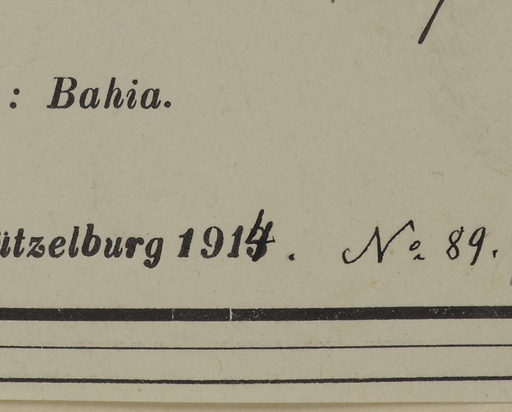 : Bahia.
ützelburg 1914. No. 89.